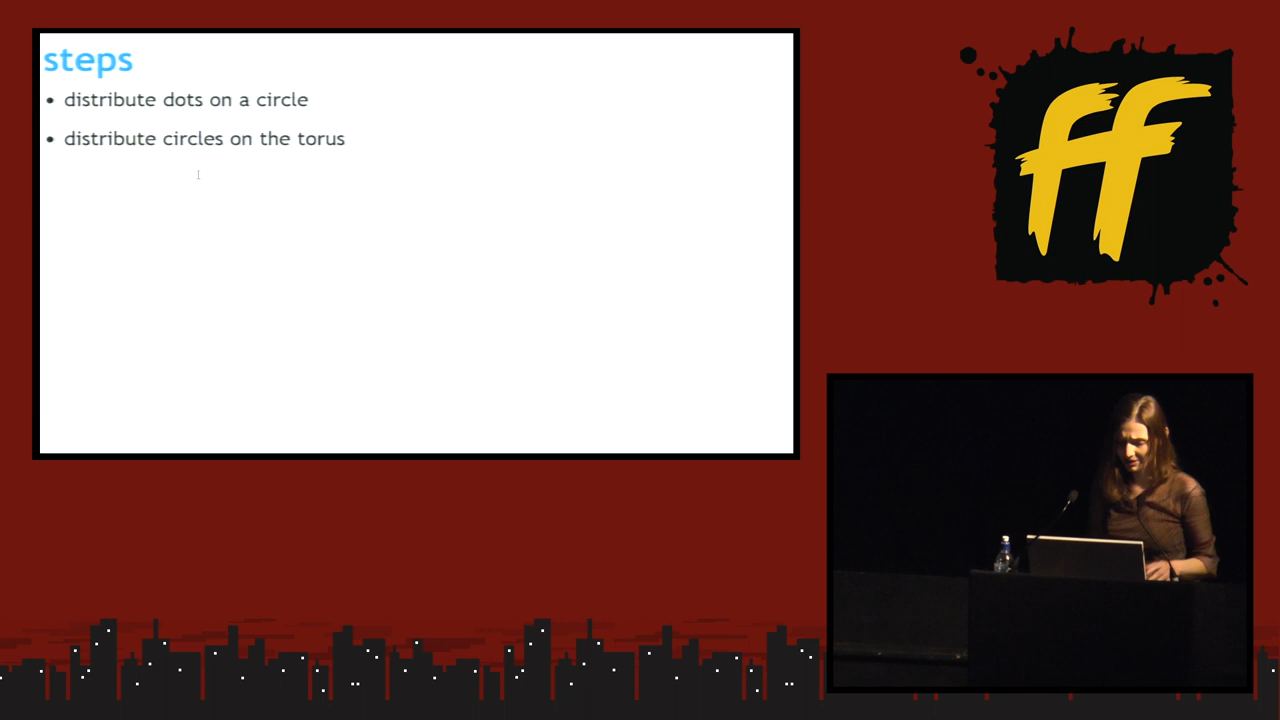 steps
• distribute dots on a circle
• distribute circles on the torus
ff